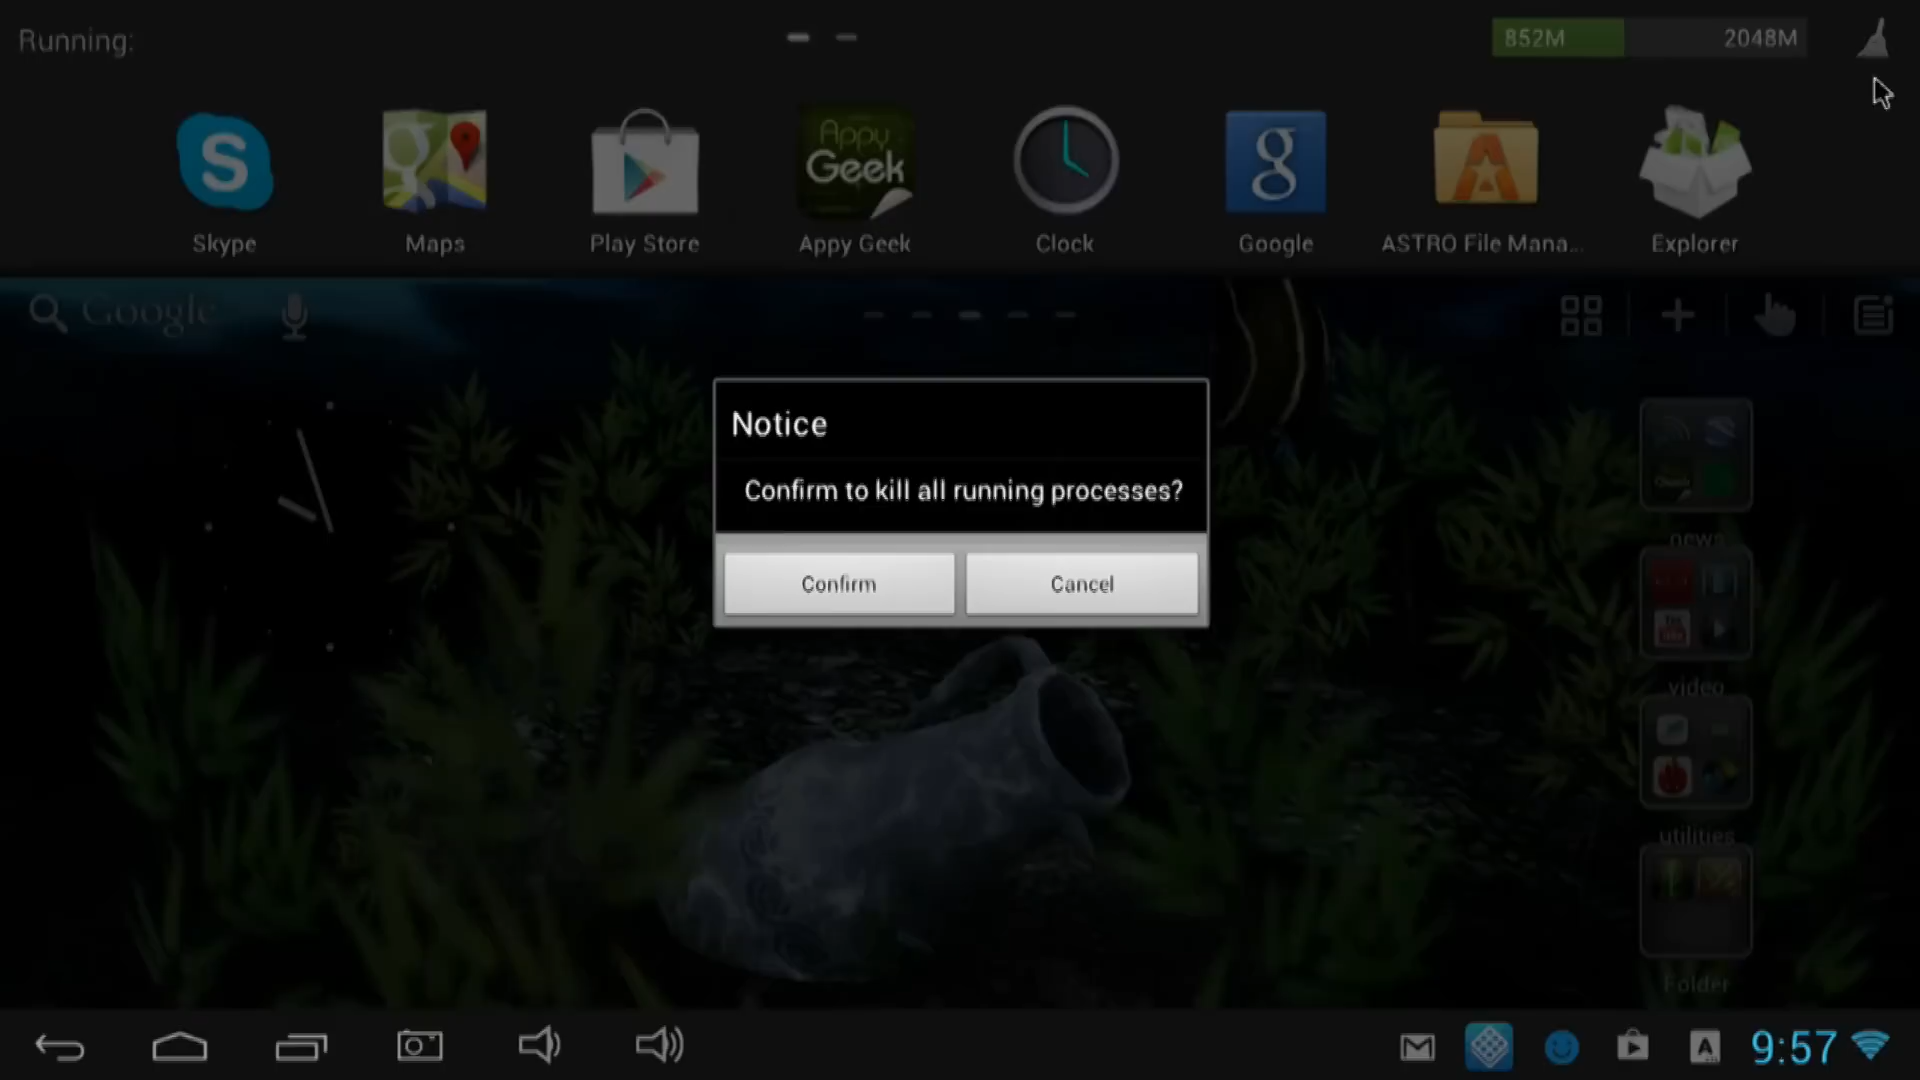 Running:
852M
2048M
S
Appy
Geek
g
A
Skype
Maps
Play Store
Appy Geek
Clock
Google
ASTRO File Mana...
Explorer
Google
Notice
Confirm to kill all running processes?
Confirm
Cancel
news
video
utilities
Folder
A
9:57